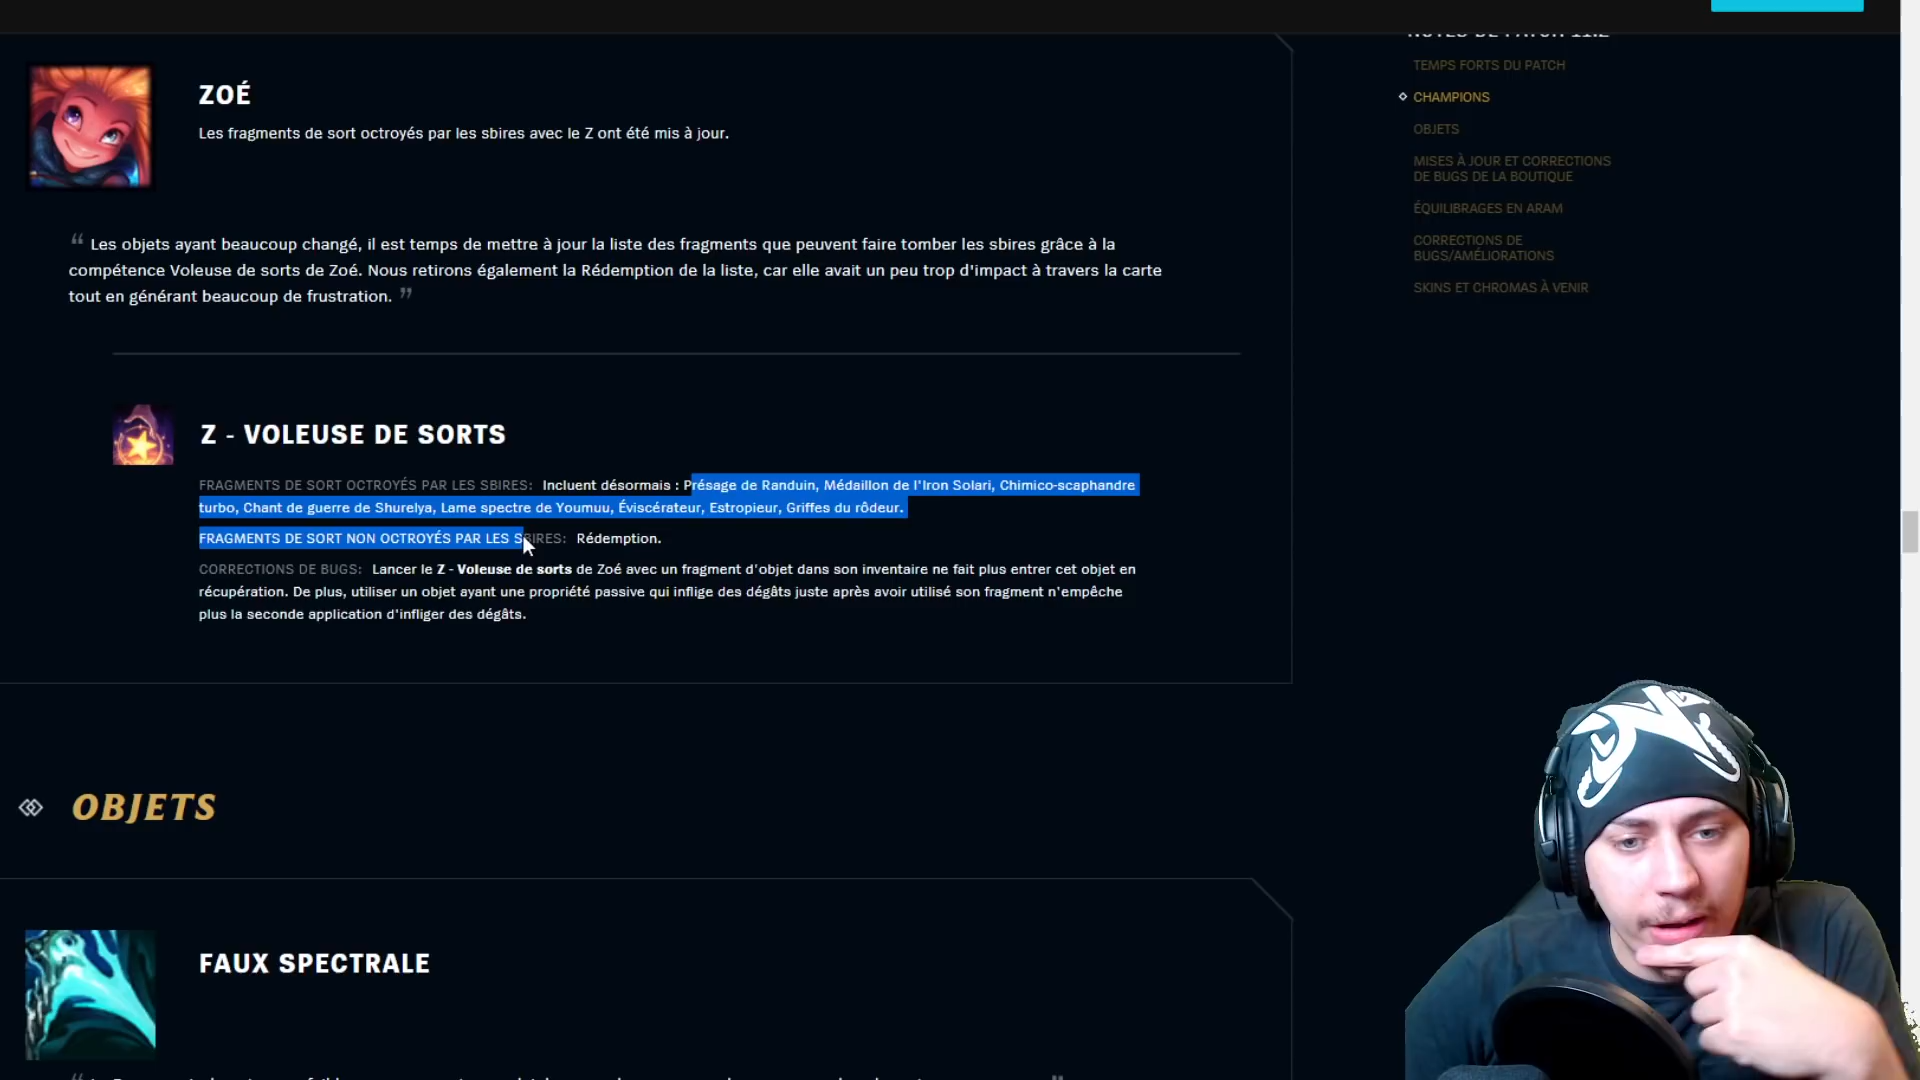 NOTES DE PATCH 11.2
TEMPS FORTS DU PATCH
CHAMPIONS
OBJETS
MISES À JOUR ET CORRECTIONS
DE BUGS DE LA BOUTIQUE
ÉQUILIBRAGES EN ARAM
CORRECTIONS DE
BUGS/AMÉLIORATIONS
SKINS ET CHROMAS À VENIR
ZOÉ
Les fragments de sort octroyés par les sbires avec le Z ont été mis à jour.
“ Les objets ayant beaucoup changé, il est temps de mettre à jour la liste des fragments que peuvent faire tomber les sbires grâce à la
compétence Voleuse de sorts de Zoé. Nous retirons également la Rédemption de la liste, car elle avait un peu trop d'impact à travers la carte
tout en générant beaucoup de frustration. ”
Z - VOLEUSE DE SORTS
FRAGMENTS DE SORT OCTROYÉS PAR LES SBIRES: Incluent désormais : Présage de Randuin, Médaillon de l'Iron Solari, Chimico-scaphandre
turbo, Chant de guerre de Shurelya, Lame spectre de Youmuu, Éviscérateur, Estropieur, Griffes du rôdeur.
FRAGMENTS DE SORT NON OCTROYÉS PAR LES SBIRES: Rédemption.
CORRECTIONS DE BUGS: Lancer le Z - Voleuse de sorts de Zoé avec un fragment d'objet dans son inventaire ne fait plus entrer cet objet en
récupération. De plus, utiliser un objet ayant une propriété passive qui inflige des dégâts juste après avoir utilisé son fragment n'empêche
plus la seconde application d'infliger des dégâts.
OBJETS
FAUX SPECTRALE